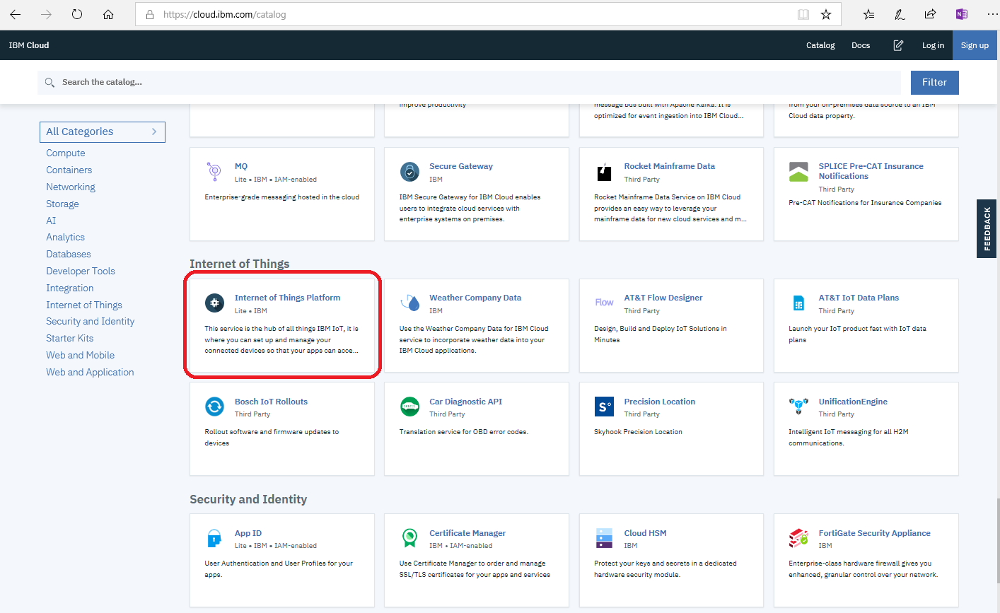 https://cloud.ibm.com/catalog
IBM Cloud
Catalog
Docs
Log in
Sign up
Search the catalog...
Filter
All Categories
Compute
Containers
Networking
Storage
AI
Analytics
Databases
Developer Tools
Integration
Internet of Things
Security and Identity
Starter Kits
Web and Mobile
Web and Application
improve productivity
message bus built with Apache Kafka. It is
optimized for event ingestion into IBM Cloud...
from your on-premises data source to an IBM
Cloud data property.
MQ
Lite • IBM • IAM-enabled
Enterprise-grade messaging hosted in the cloud
Secure Gateway
IBM
IBM Secure Gateway for IBM Cloud enables
users to integrate cloud services with
enterprise systems on premises.
Rocket Mainframe Data
Third Party
Rocket Mainframe Data Service on IBM Cloud
provides an easy way to leverage your
mainframe data for new cloud services and m...
SPLICE Pre-CAT Insurance
Notifications
Third Party
Pre-CAT Notifications for Insurance Companies
FEEDBACK
Internet of Things
Internet of Things Platform
Lite • IBM
This service is the hub of all things IBM IoT, it is
where you can set up and manage your
connected devices so that your apps can acce...
Weather Company Data
IBM
Use the Weather Company Data for IBM Cloud
service to incorporate weather data into your
IBM Cloud applications.
Flow
AT&T Flow Designer
Third Party
Design, Build and Deploy IoT Solutions in
Minutes
AT&T IoT Data Plans
Third Party
Launch your IoT product fast with IoT data
plans
Bosch IoT Rollouts
Third Party
Rollout software and firmware updates to
devices
Car Diagnostic API
Third Party
Translation service for OBD error codes.
S°
Precision Location
Third Party
Skyhook Precision Location
UnificationEngine
Third Party
Intelligent IoT messaging for all H2M
communications.
Security and Identity
App ID
Lite • IBM • IAM-enabled
User Authentication and User Profiles for your
apps.
Certificate Manager
IBM • IAM-enabled
Use Certificate Manager to order and manage
SSL/TLS certificates for your apps and services
Cloud HSM
IBM
Protect your keys and secrets in a dedicated
hardware security module.
FortiGate Security Appliance
IBM
Enterprise-class hardware firewall gives you
enhanced, granular control over your network.